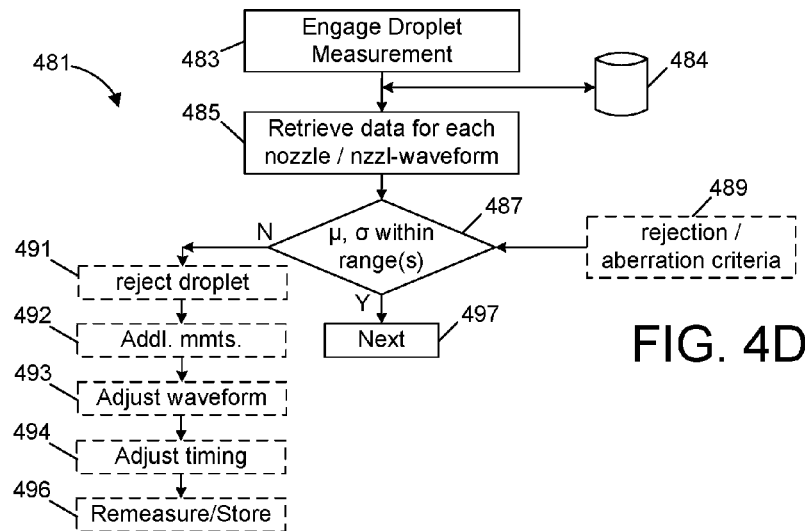 Engage Droplet
Measurement
483
481
484
485
Retrieve data for each
nozzle / nzzl-waveform
487
489
N
μ, σ within
range(s)
rejection /
aberration criteria
491
reject droplet
Y
492
Addl. mmts.
Next
497
FIG. 4D
493
Adjust waveform
494
Adjust timing
496
Remeasure/Store